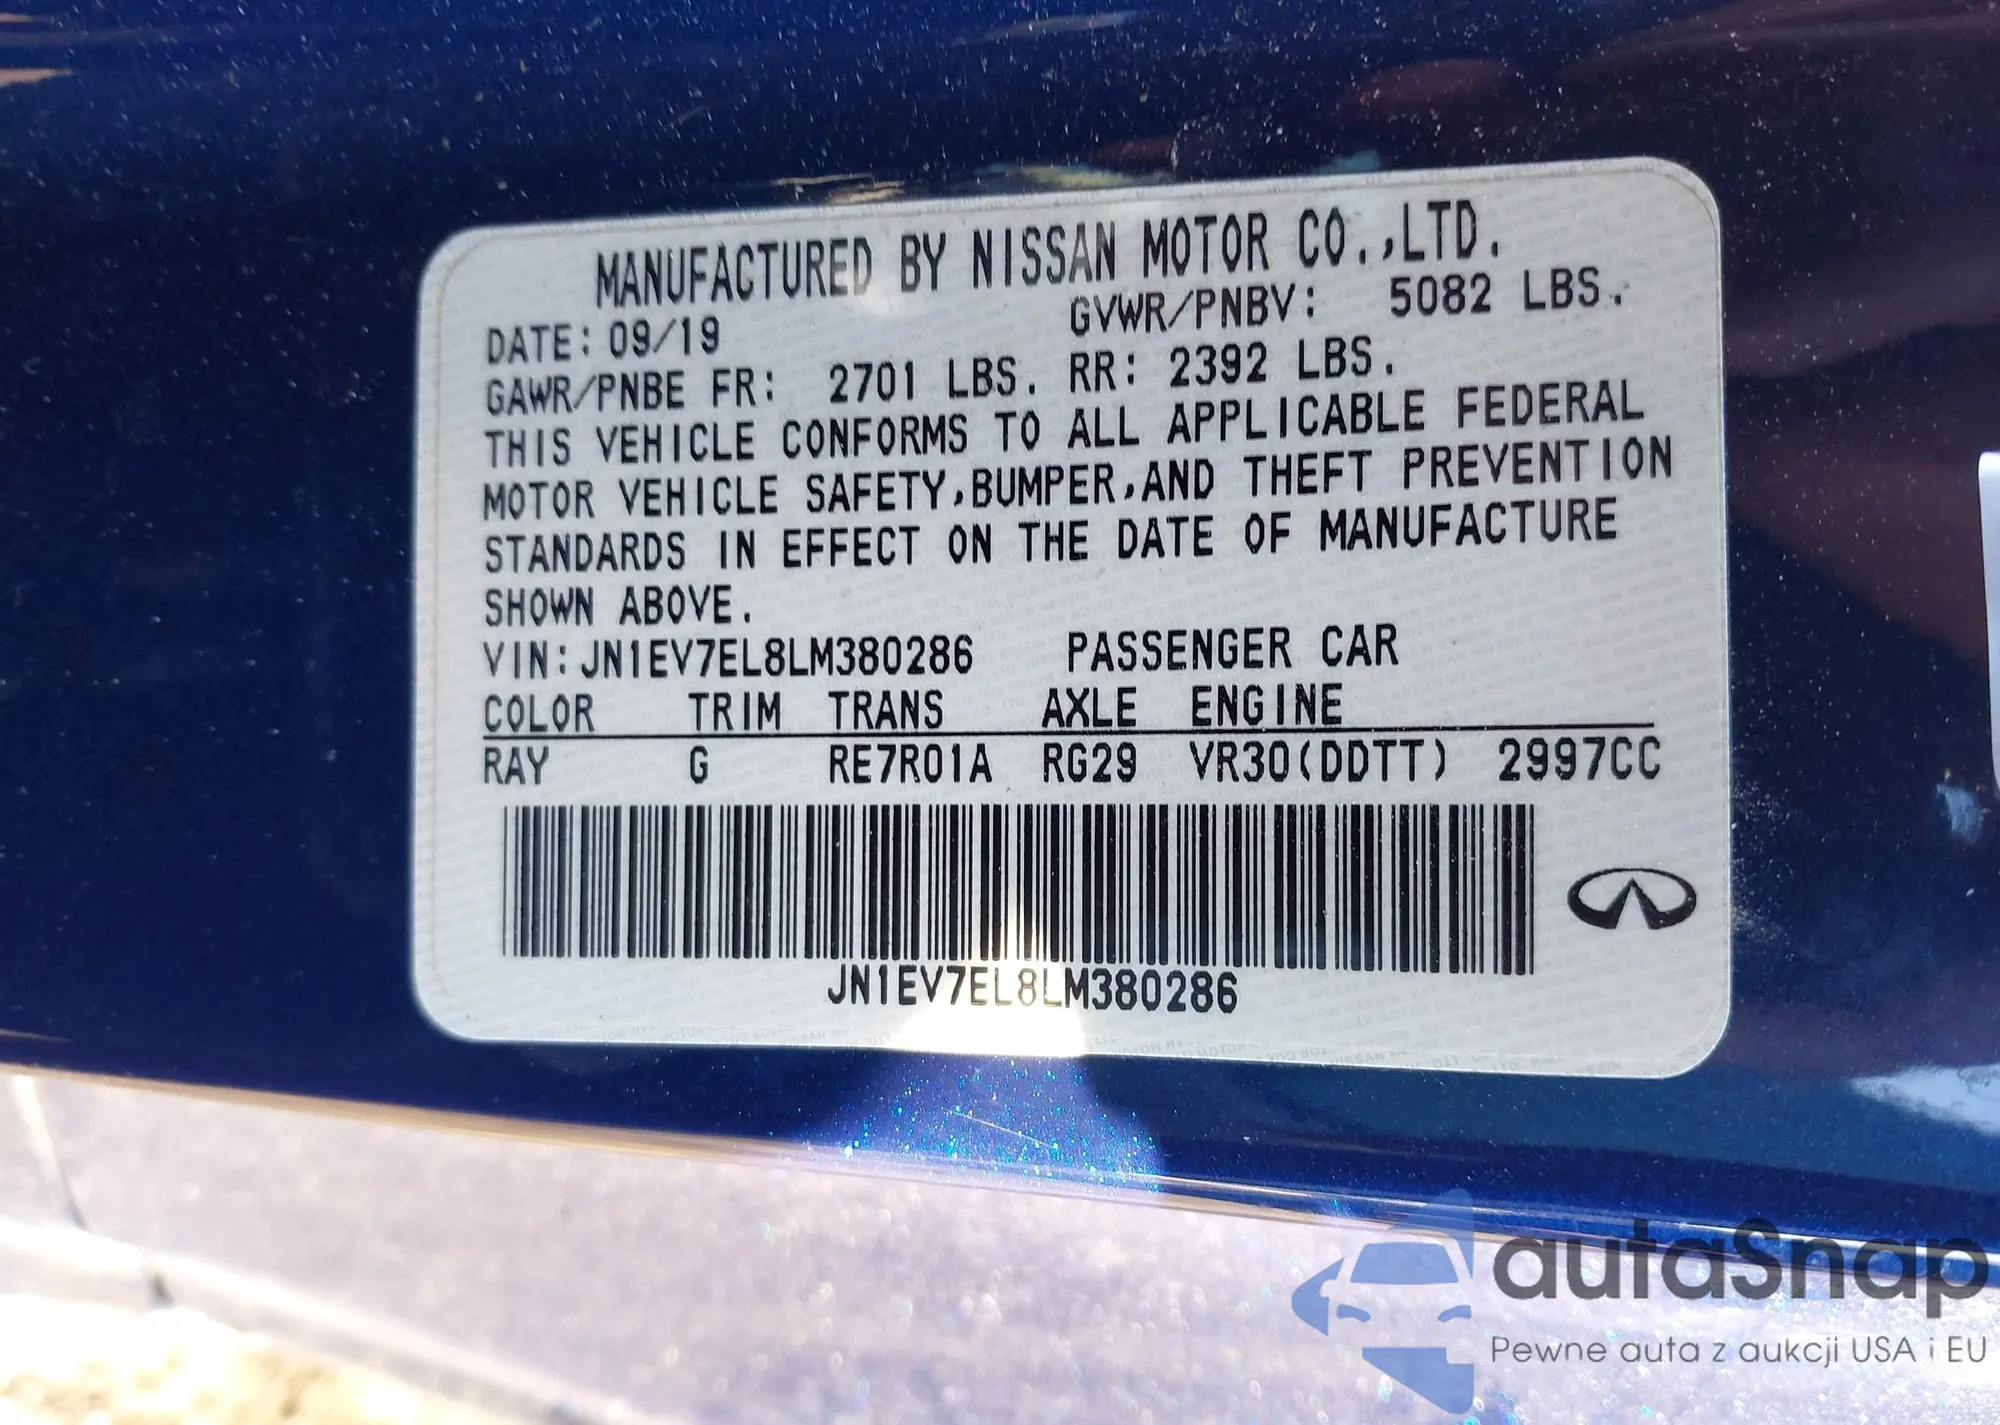 MANUFACTURED BY NISSAN MOTOR CO.,LTD.
DATE: 09/19 GVWR/PNBV: 5082 LBS.
GAWR/PNBE FR: 2701 LBS. RR: 2392 LBS.
THIS VEHICLE CONFORMS TO ALL APPLICABLE FEDERAL
MOTOR VEHICLE SAFETY,BUMPER,AND THEFT PREVENTION
STANDARDS IN EFFECT ON THE DATE OF MANUFACTURE
SHOWN ABOVE.
VIN:JN1EV7EL8LM380286 PASSENGER CAR
COLOR TRIM TRANS AXLE ENGINE
RAY G RE7R01A RG29 VR30(DDTT) 2997CC
JN1EV7EL8LM380286
autaSnap
Pewne auta z aukcji USA i EU